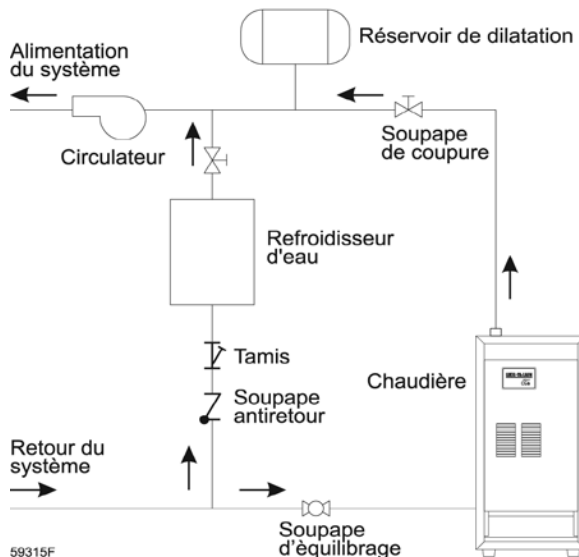 Réservoir de dilatation
Alimentation
du système
Circulateur
Soupape
de coupure
Refroidisseur
d'eau
Tamis
Chaudière
Soupape
antiretour
Retour du
système
Soupape
d'èquilibrage
59315F